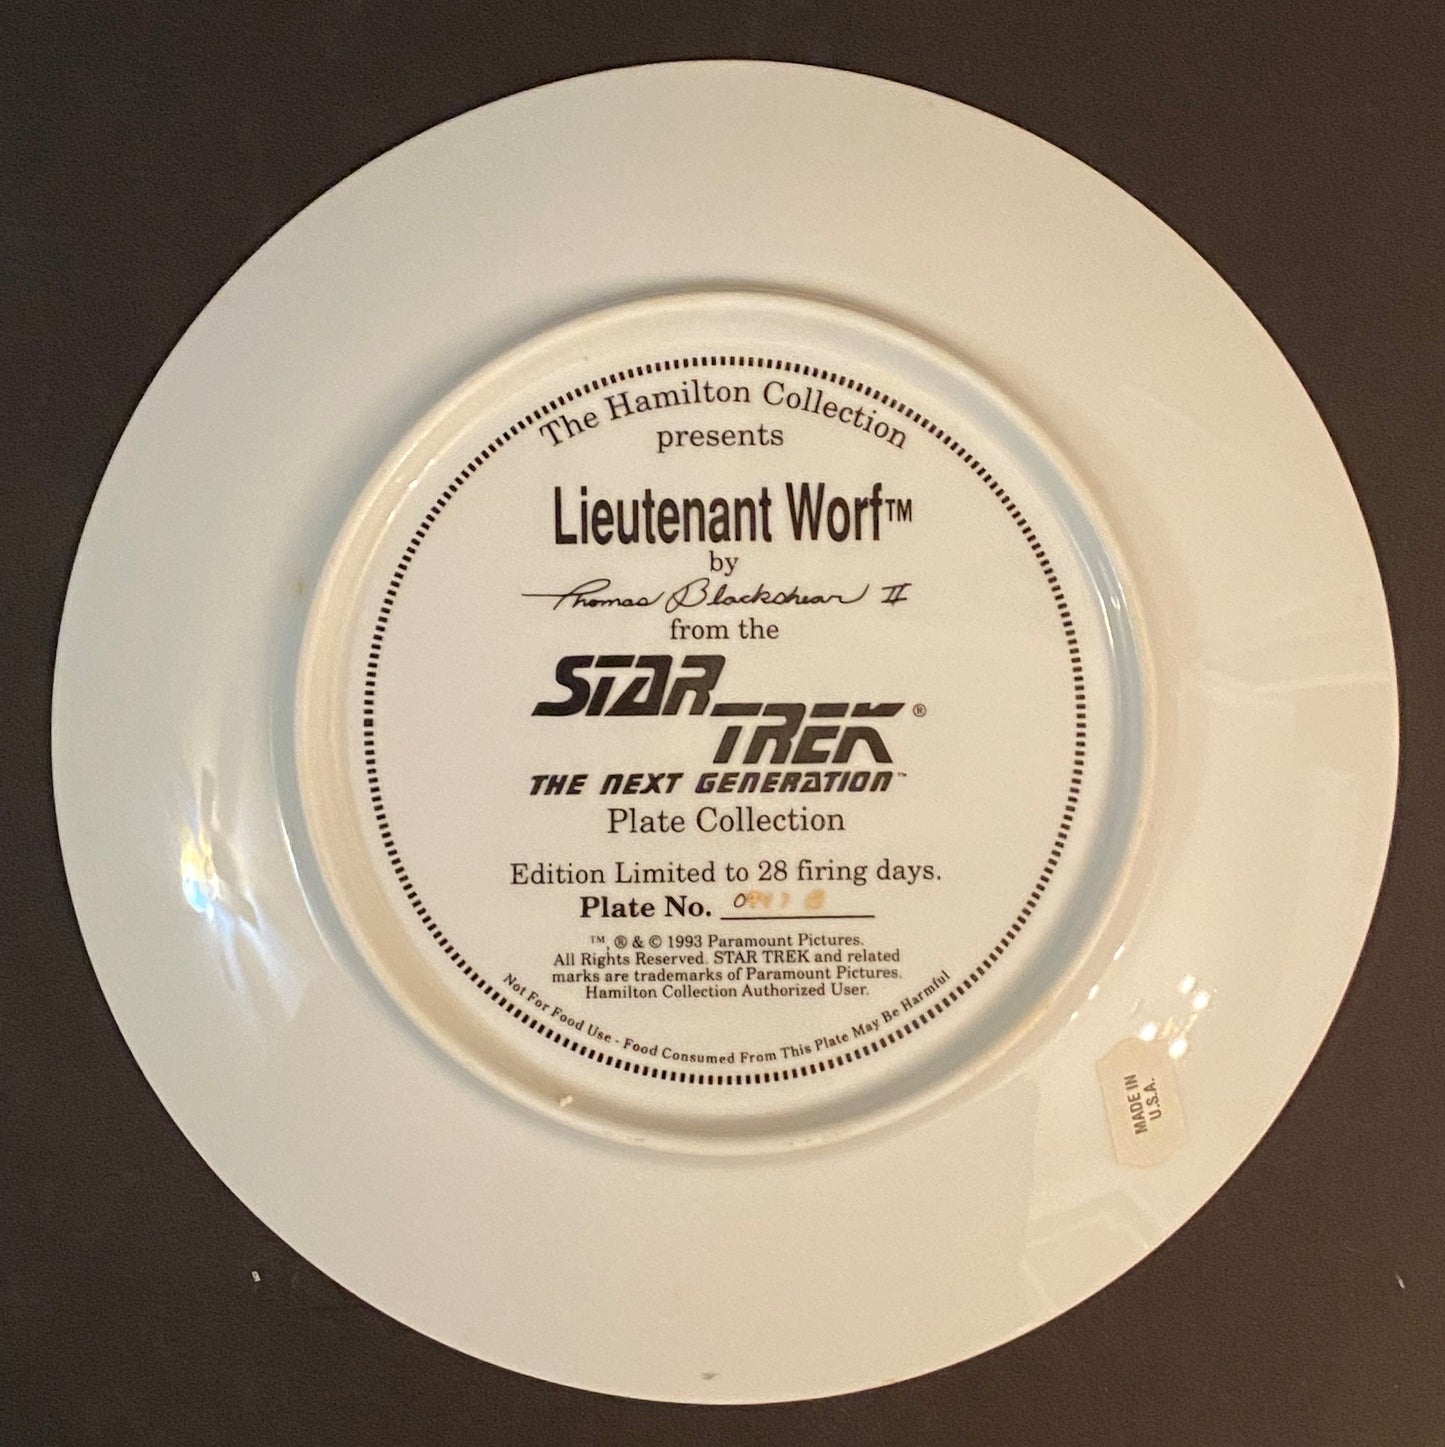 The Hamilton Collection
presents
Lieutenant Worf™
by
Thomas Blackshear II
from the
STAR
TREK®
THE NEXT GENERATION™
Plate Collection
Edition Limited to 28 firing days.
Plate No.
™, ® & © 1993 Paramount Pictures.
All Rights Reserved. STAR TREK and related
marks are trademarks of Paramount Pictures.
Hamilton Collection Authorized User.
Not For Food Use - Food Consumed From This Plate May Be Harmful
MADE IN
U.S.A.